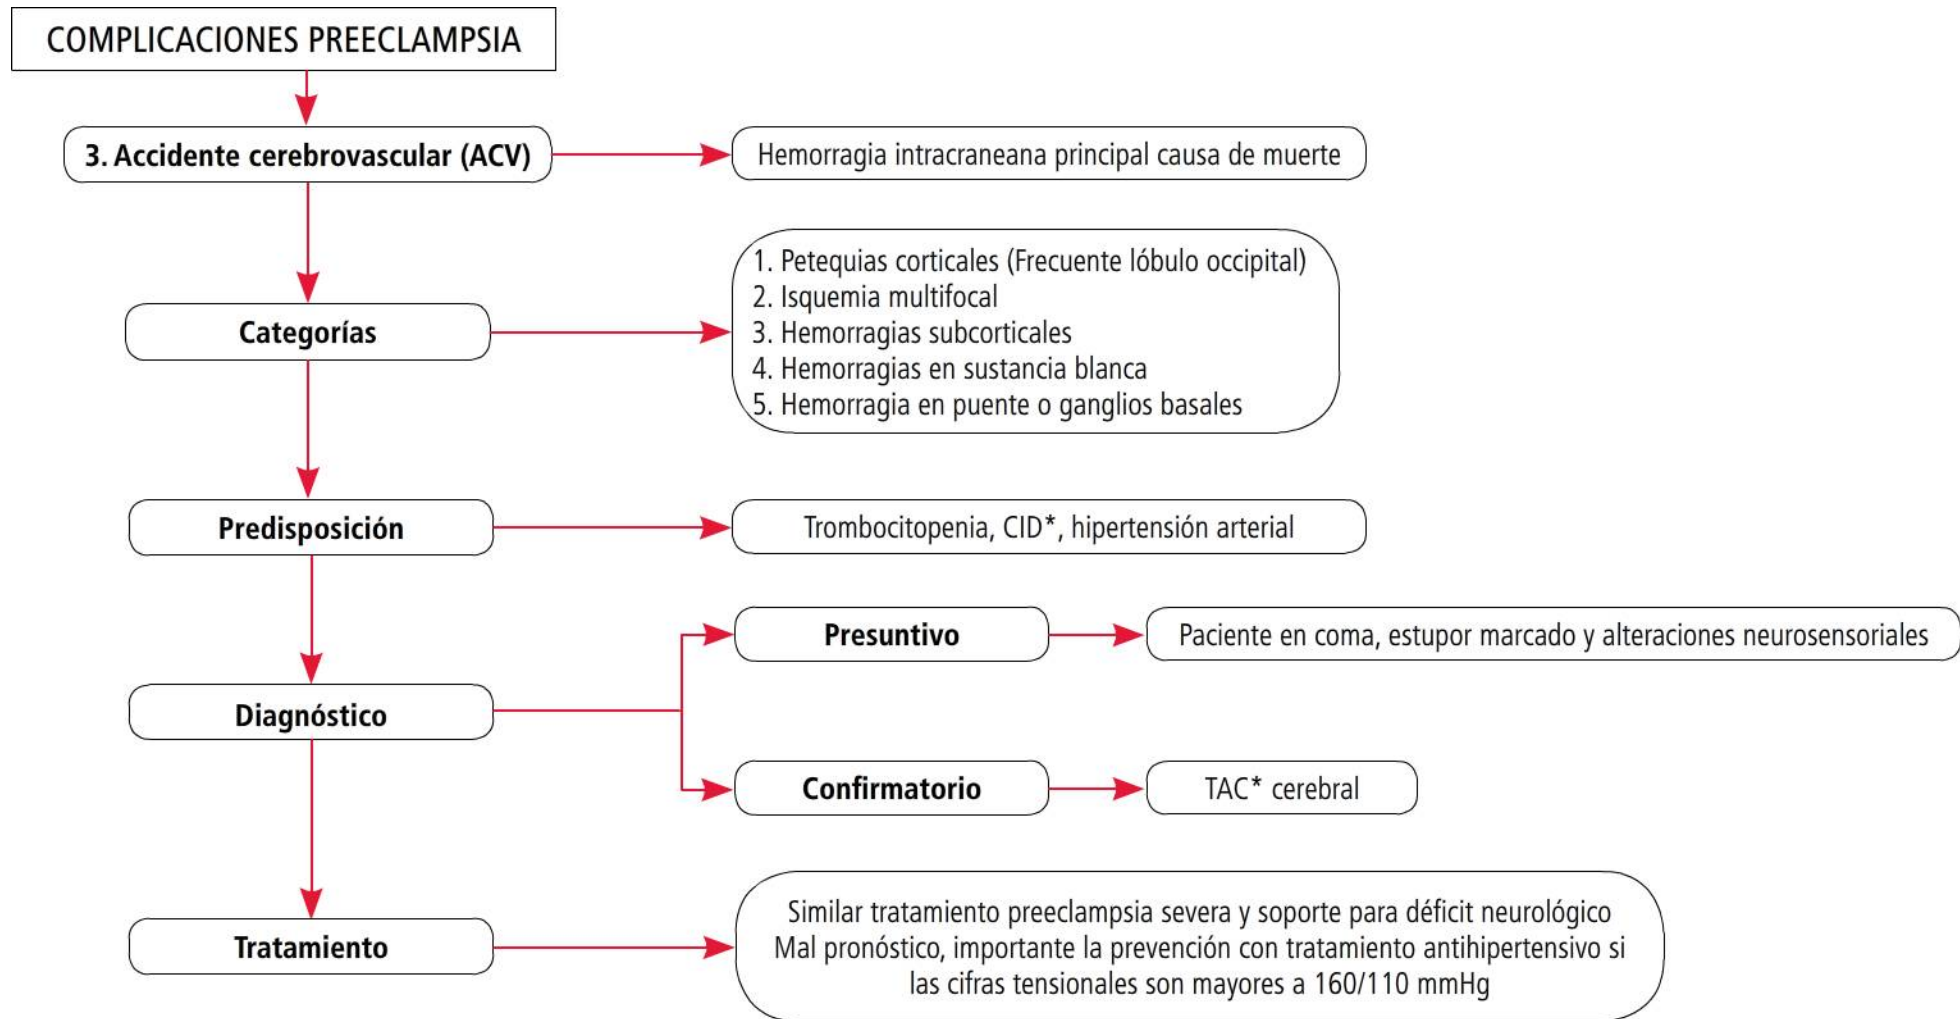 COMPLICACIONES PREECLAMPSIA
3. Accidente cerebrovascular (ACV)
Hemorragia intracraneana principal causa de muerte
Categorías
1. Petequias corticales (Frecuente lóbulo occipital)
2. Isquemia multifocal
3. Hemorragias subcorticales
4. Hemorragias en sustancia blanca
5. Hemorragia en puente o ganglios basales
Predisposición
Trombocitopenia, CID*, hipertensión arterial
Diagnóstico
Presuntivo
Paciente en coma, estupor marcado y alteraciones neurosensoriales
Confirmatorio
TAC* cerebral
Tratamiento
Similar tratamiento preeclampsia severa y soporte para déficit neurológico
Mal pronóstico, importante la prevención con tratamiento antihipertensivo si
las cifras tensionales son mayores a 160/110 mmHg